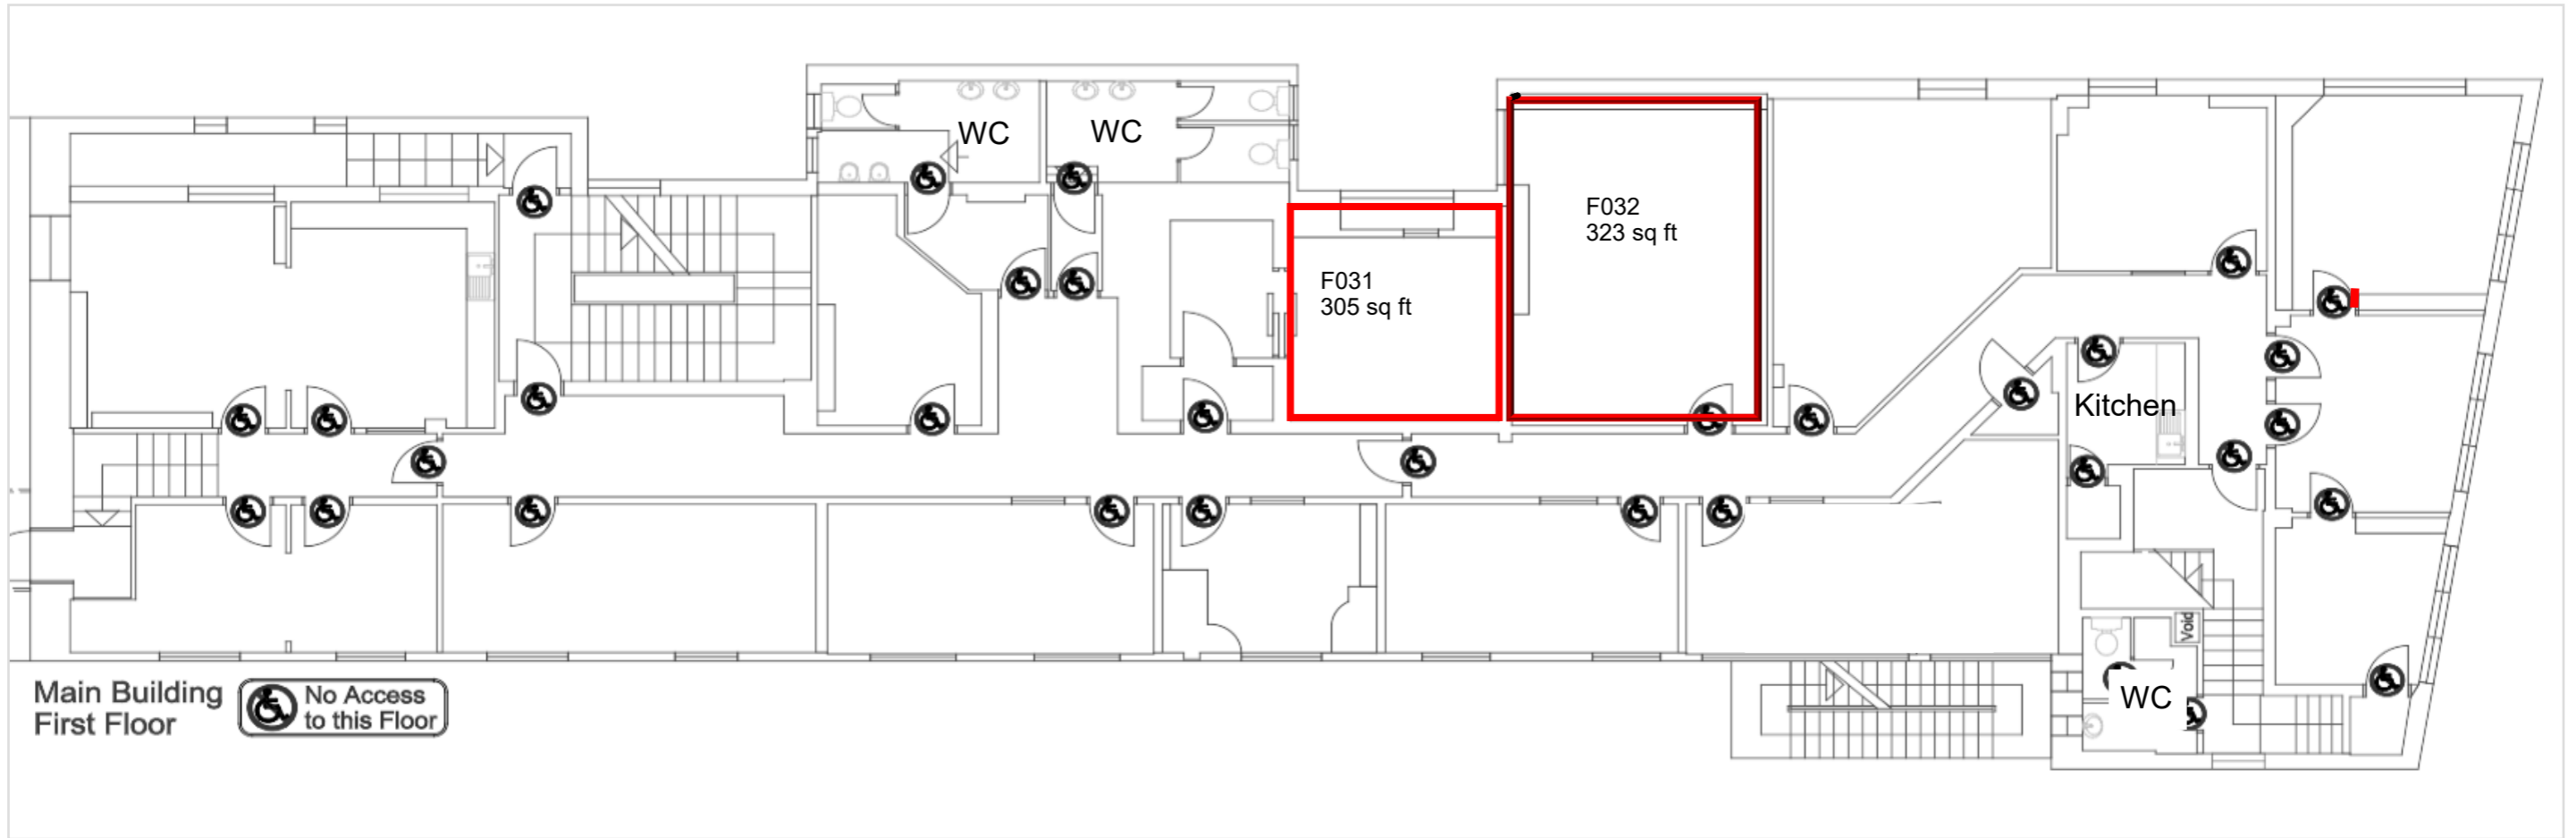 WC
WC
F032
323 sq ft
F031
305 sq ft
Kitchen
Void
WC
Main Building
First Floor
No Access
to this Floor